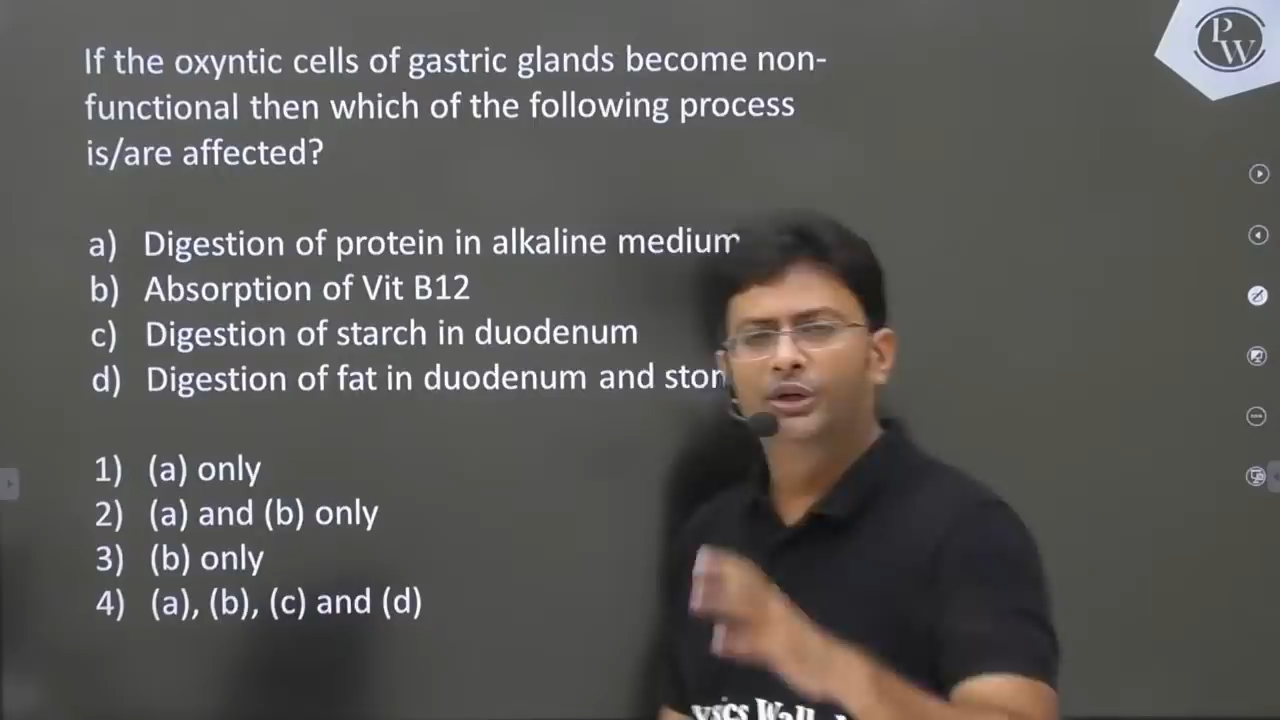 If the oxyntic cells of gastric glands become non-
functional then which of the following process
is/are affected?
a) Digestion of protein in alkaline medium
b) Absorption of Vit B12
c) Digestion of starch in duodenum
d) Digestion of fat in duodenum and
1) (a) only
2) (a) and (b) only
3) (b) only
4) (a), (b), (c) and (d)
PW